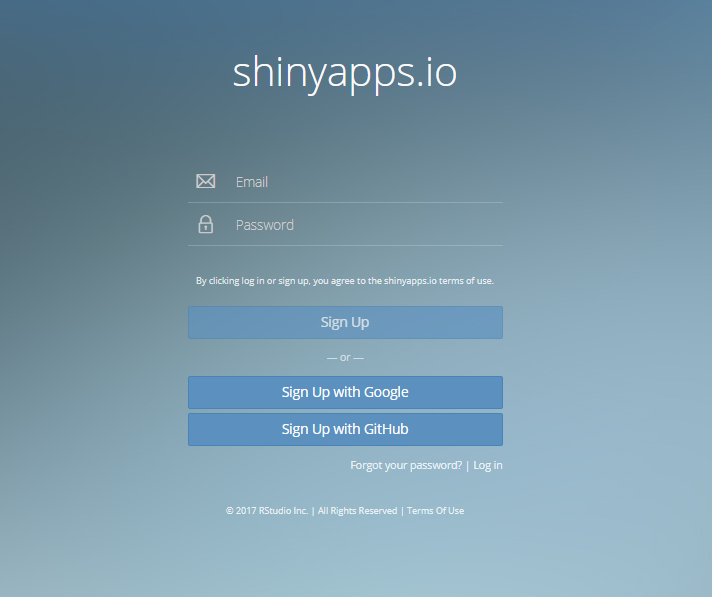 shinyapps.io
Email
Password
By clicking log in or sign up, you agree to the shinyapps.io terms of use.
Sign Up
— or —
Sign Up with Google
Sign Up with GitHub
Forgot your password? | Log in
© 2017 RStudio Inc. | All Rights Reserved | Terms Of Use